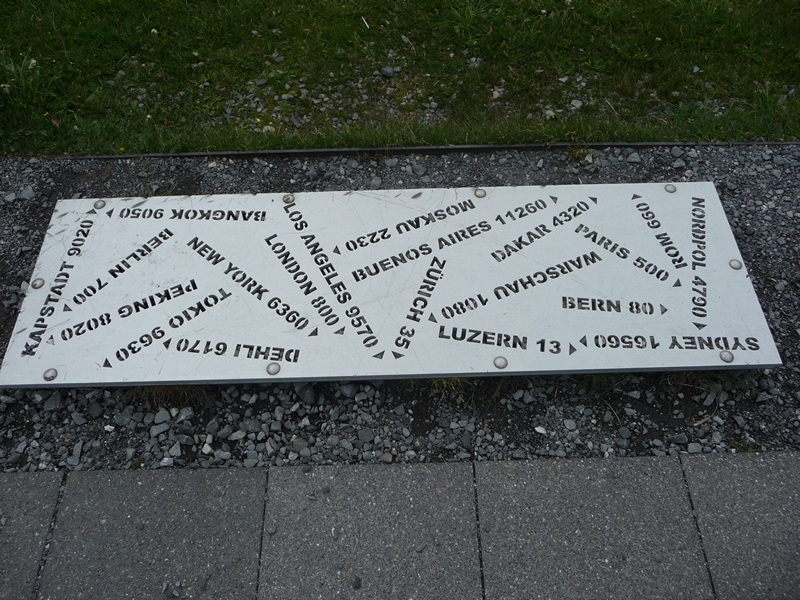 KAPSTADT 9020
BANGKOK 9050
BERLIN 700
PEKING 8020
TOKIO 9630
DEHLI 6170
NEW YORK 6360
LONDON 800
LOS ANGELES 9570
MOSKAU 2230
BUENOS AIRES 11260
ZÜRICH 35
DAKAR 4320
WARSCHAU 1080
LUZERN 13
PARIS 500
ROM 660
BERN 80
NORDPOL 4790
SYDNEY 16560